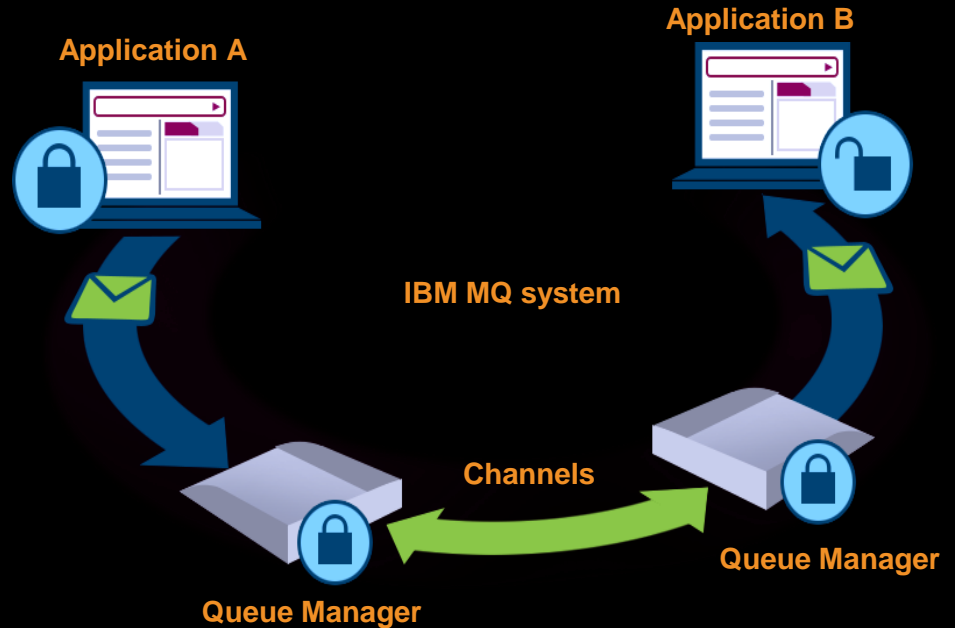 Application B
Application A
IBM MQ system
Channels
Queue Manager
Queue Manager